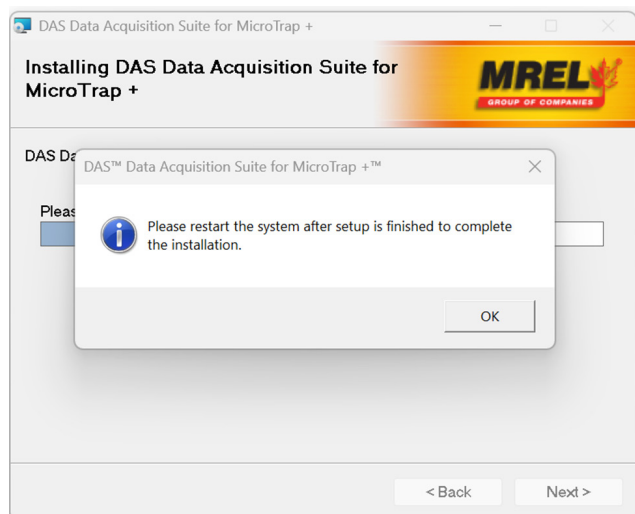 DAS Data Acquisition Suite for MicroTrap +
Installing DAS Data Acquisition Suite for
MicroTrap +
MREL
GROUP OF COMPANIES
DAS Da
DAS™ Data Acquisition Suite for MicroTrap +™
Pleas
Please restart the system after setup is finished to complete
the installation.
OK
< Back
Next >